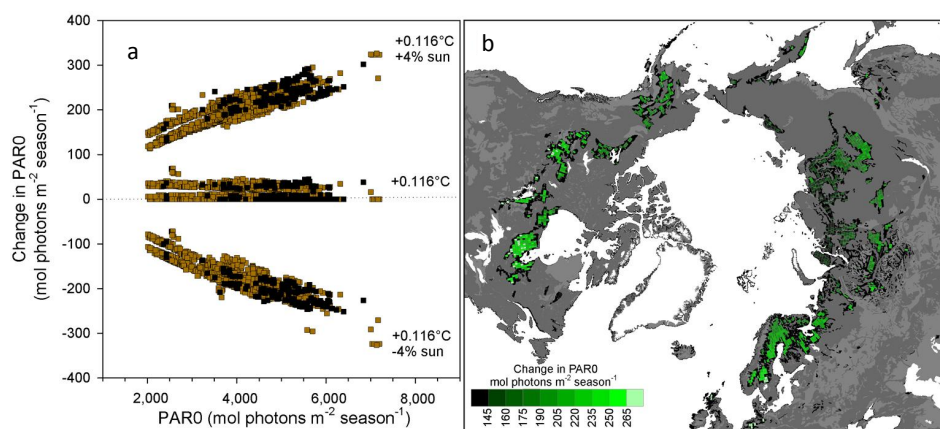 a
400
300
200
100
0
-100
-200
-300
-400
Change in PAR0
(mol photons m⁻² season⁻¹)
+0.116°C
+4% sun
+0.116°C
+0.116°C
-4% sun
2,000
4,000
6,000
8,000
PAR0 (mol photons m⁻² season⁻¹)
b
Change in PAR0
mol photons m⁻² season⁻¹
145
160
175
190
205
220
235
250
265